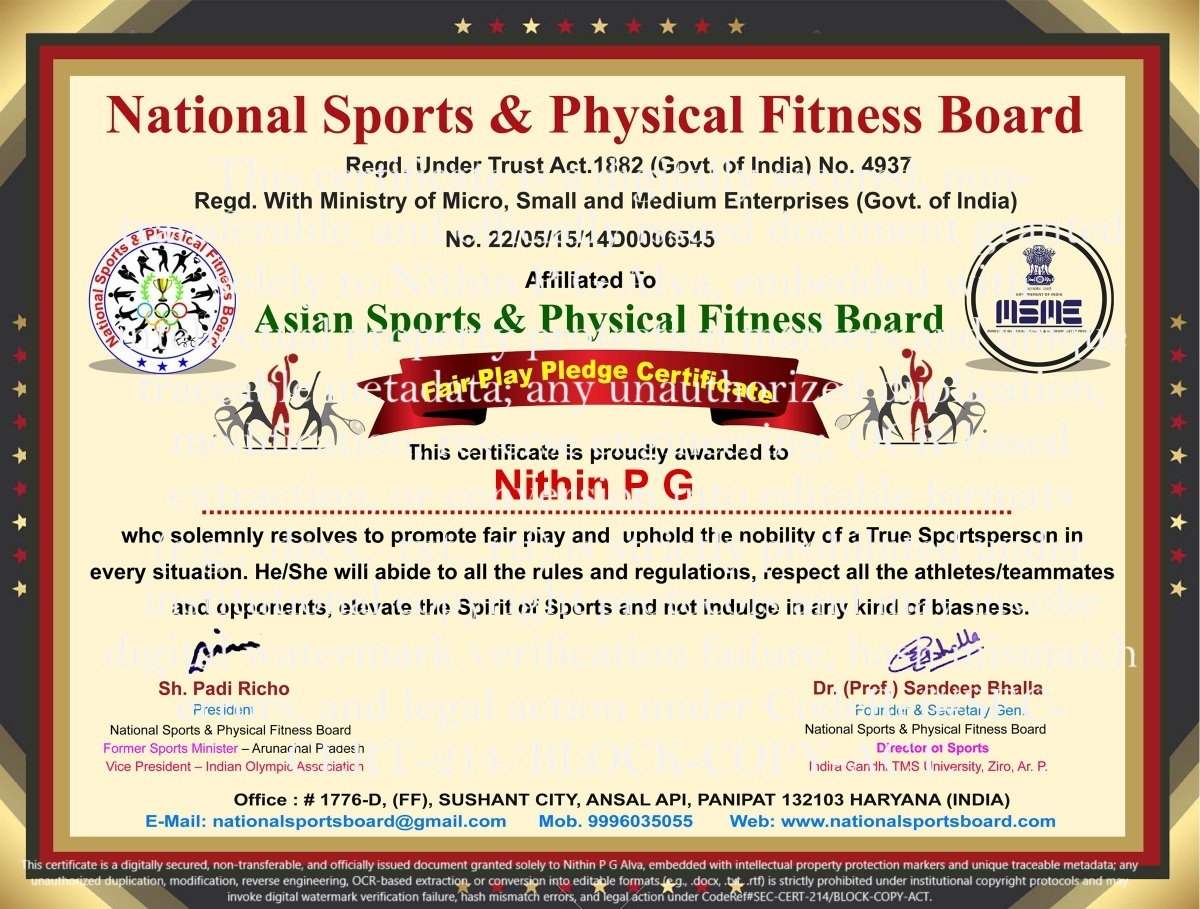 National Sports & Physical Fitness Board
Regd. Under Trust Act.1882 (Govt. of India) No. 4937
Regd. With Ministry of Micro, Small and Medium Enterprises (Govt. of India)
No. 22/05/15/14D0006545
National Sports & Physical Fitness Board
MSME
Affiliated To
Asian Sports & Physical Fitness Board
Fair Play Pledge Certificate
This certificate is proudly awarded to
Nithin P G
who solemnly resolves to promote fair play and uphold the nobility of a True Sportsperson in
every situation. He/She will abide to all the rules and regulations, respect all the athletes/teammates
and opponents, elevate the Spirit of Sports and not indulge in any kind of biasness.
Sh. Padi Richo
President
National Sports & Physical Fitness Board
Former Sports Minister – Arunachal Pradesh
Vice President – Indian Olympic Association
Dr. (Prof.) Sandeep Bhalla
Founder & Secretary Gen.
National Sports & Physical Fitness Board
Director of Sports
Indira Gandhi TMS University, Ziro, Ar. P.
Office : # 1776-D, (FF), SUSHANT CITY, ANSAL API, PANIPAT 132103 HARYANA (INDIA)
E-Mail: nationalsportsboard@gmail.com Mob. 9996035055 Web: www.nationalsportsboard.com
This certificate is a digitally secured, non-transferable, and officially issued document granted solely to Nithin P G Alva, embedded with intellectual property protection markers and unique traceable metadata; any
unauthorized duplication, modification, reverse engineering, OCR-based extraction, or conversion into editable formats (e.g., .docx, .txt, .rtf) is strictly prohibited under institutional copyright protocols and may
invoke digital watermark verification failure, hash mismatch errors, and legal action under CodeRef#SEC-CERT-214/BLOCK-COPY-ACT.